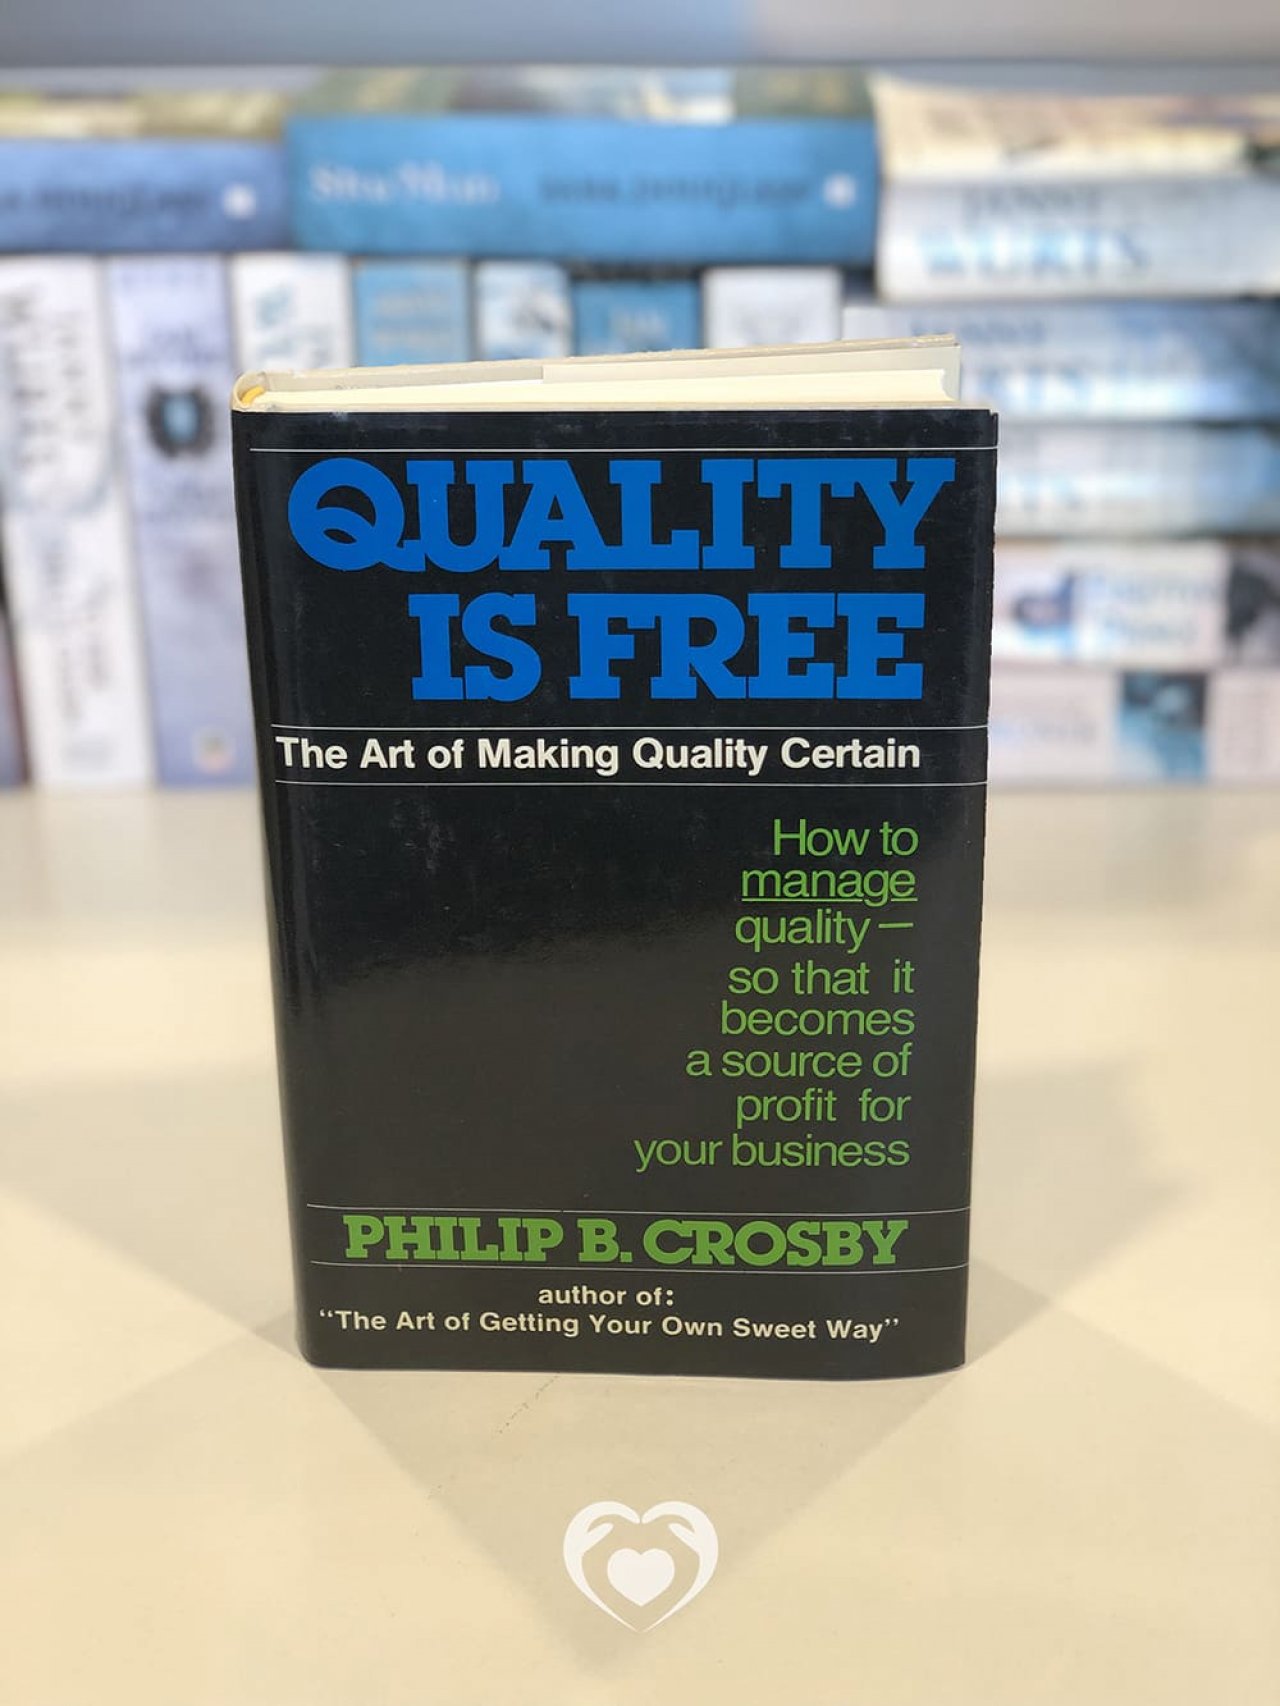 QUALITY
IS FREE
The Art of Making Quality Certain
How to
manage
quality—
so that it
becomes
a source of
profit for
your business
PHILIP B. CROSBY
author of:
“The Art of Getting Your Own Sweet Way”